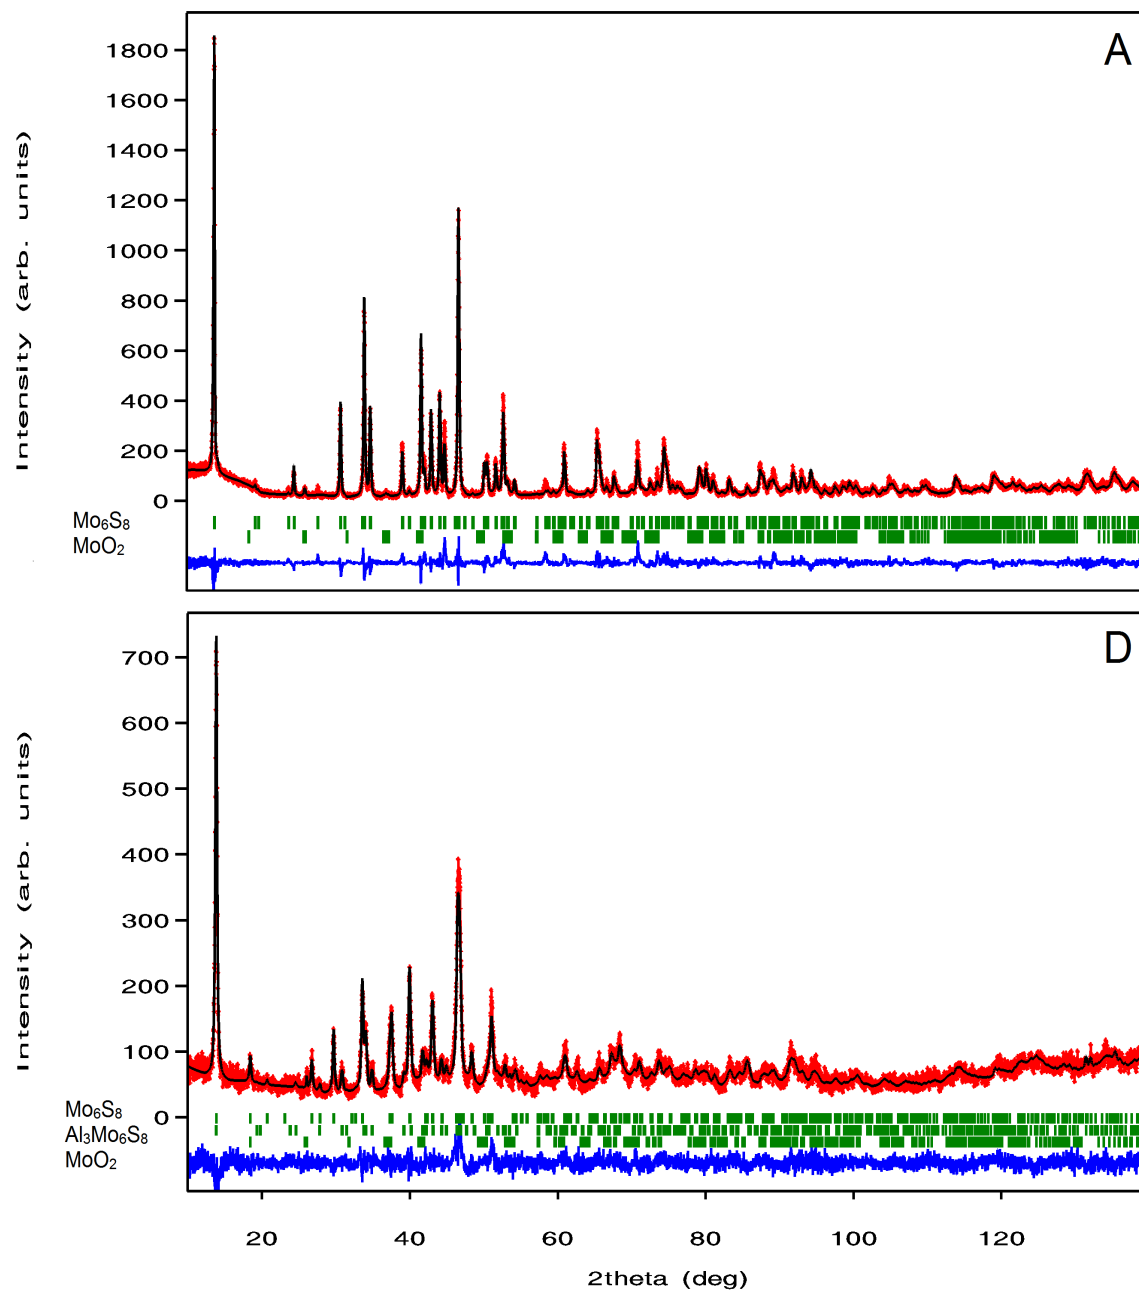 A
Intensity (arb. units)
1800
1600
1400
1200
1000
800
600
400
200
0
Mo₆S₈
MoO₂
D
Intensity (arb. units)
700
600
500
400
300
200
100
0
Mo₆S₈
Al₃Mo₆S₈
MoO₂
20 40 60 80 100 120
2theta (deg)